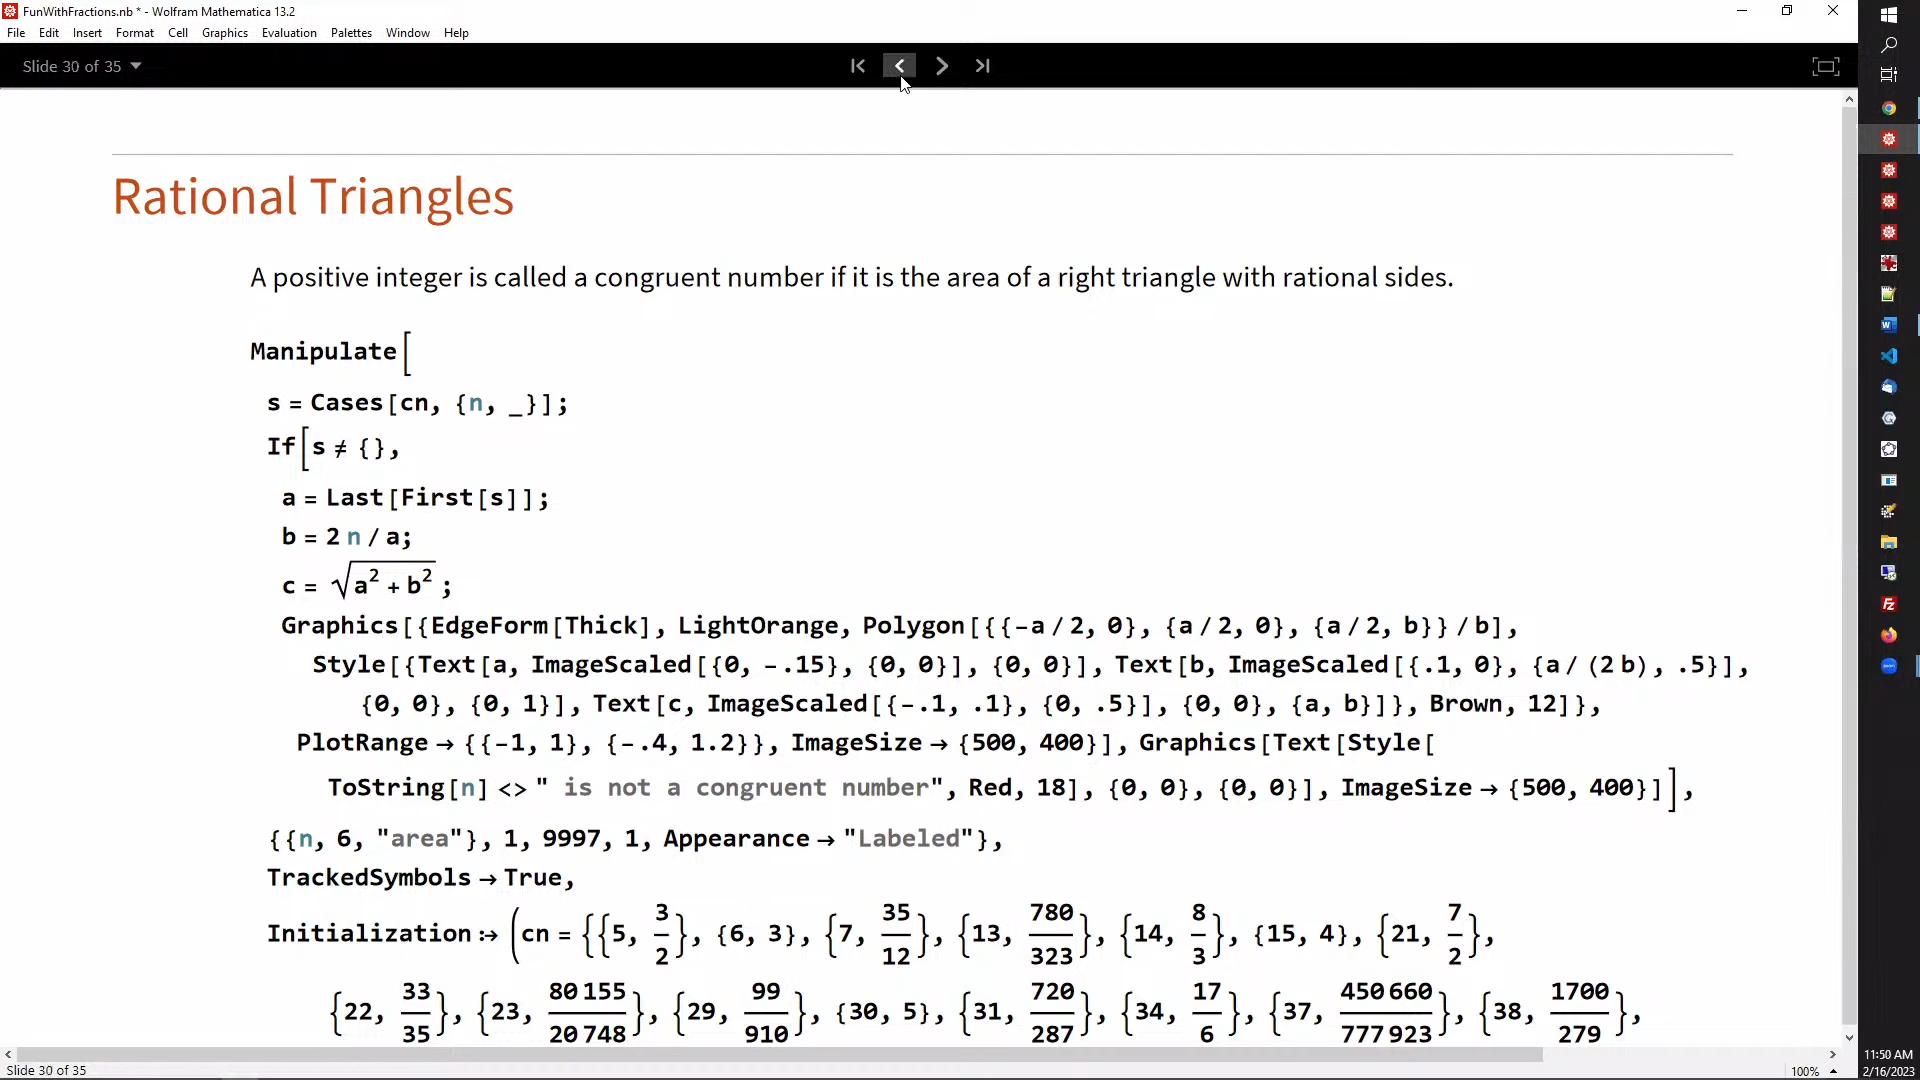 FunWithFractions.nb * - Wolfram Mathematica 13.2
File Edit Insert Format Cell Graphics Evaluation Palettes Window Help
Slide 30 of 35
Rational Triangles
A positive integer is called a congruent number if it is the area of a right triangle with rational sides.
Manipulate[
s = Cases[cn, {n, _}];
If[s ≠ {},
a = Last[First[s]];
b = 2 n / a;
c = √(a² + b²) ;
Graphics[{EdgeForm[Thick], LightOrange, Polygon[{{-a / 2, 0}, {a / 2, 0}, {a / 2, b}} / b],
Style[{Text[a, ImageScaled[{0, -.15}, {0, 0}], {0, 0}], Text[b, ImageScaled[{.1, 0}, {a / (2 b) , .5}],
{0, 0}, {0, 1}], Text[c, ImageScaled[{-.1, .1}, {0, .5}], {0, 0}, {a, b}]}, Brown, 12]},
PlotRange → {{-1, 1}, {-.4, 1.2}}, ImageSize → {500, 400}], Graphics[Text[Style[
ToString[n] <> " is not a congruent number", Red, 18], {0, 0}, {0, 0}], ImageSize → {500, 400}]],
{{n, 6, "area"}, 1, 9997, 1, Appearance → "Labeled"},
TrackedSymbols → True,
Initialization :> (cn = {{5, 3/2}, {6, 3}, {7, 35/12}, {13, 780/323}, {14, 8/3}, {15, 4}, {21, 7/2},
{22, 33/35}, {23, 80 155/20 748}, {29, 99/910}, {30, 5}, {31, 720/287}, {34, 17/6}, {37, 450 660/777 923}, {38, 1700/279},
Slide 30 of 35
100%
11:50 AM
2/16/2023